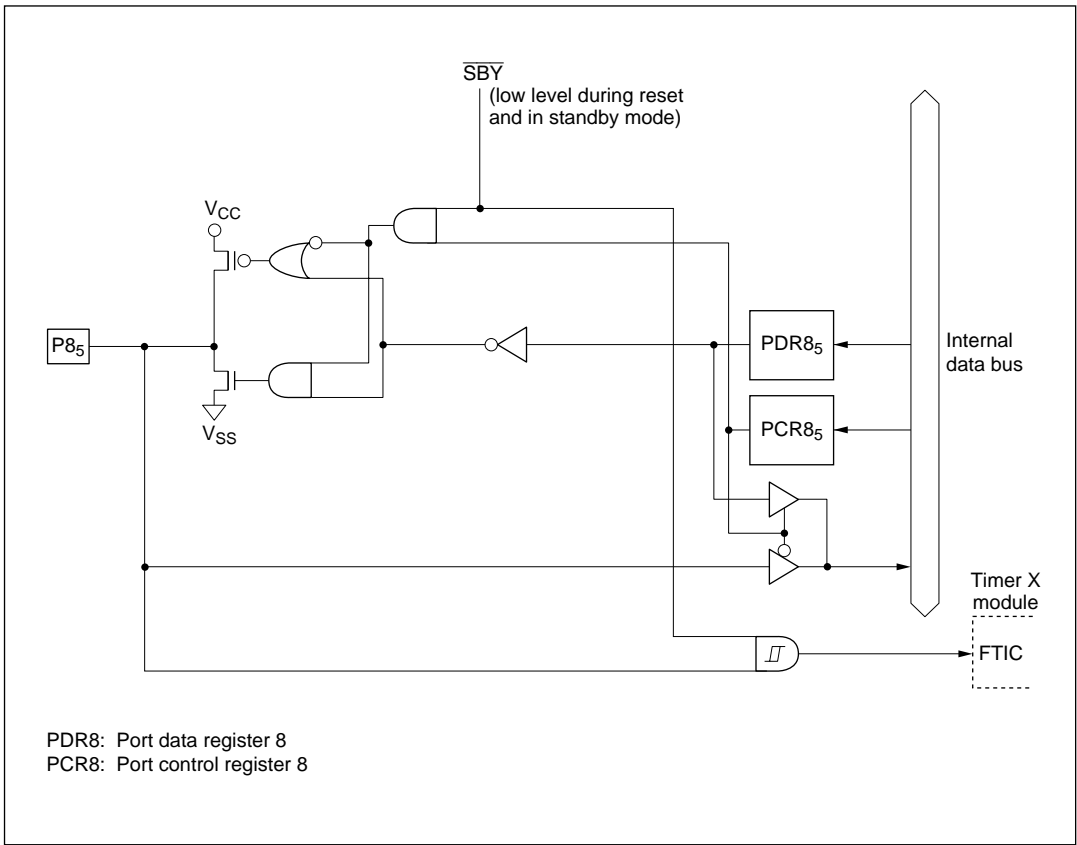 SBY
(low level during reset
and in standby mode)
VCC
P85
VSS
PDR85
PCR85
Internal
data bus
Timer X
module
FTIC
PDR8: Port data register 8
PCR8: Port control register 8